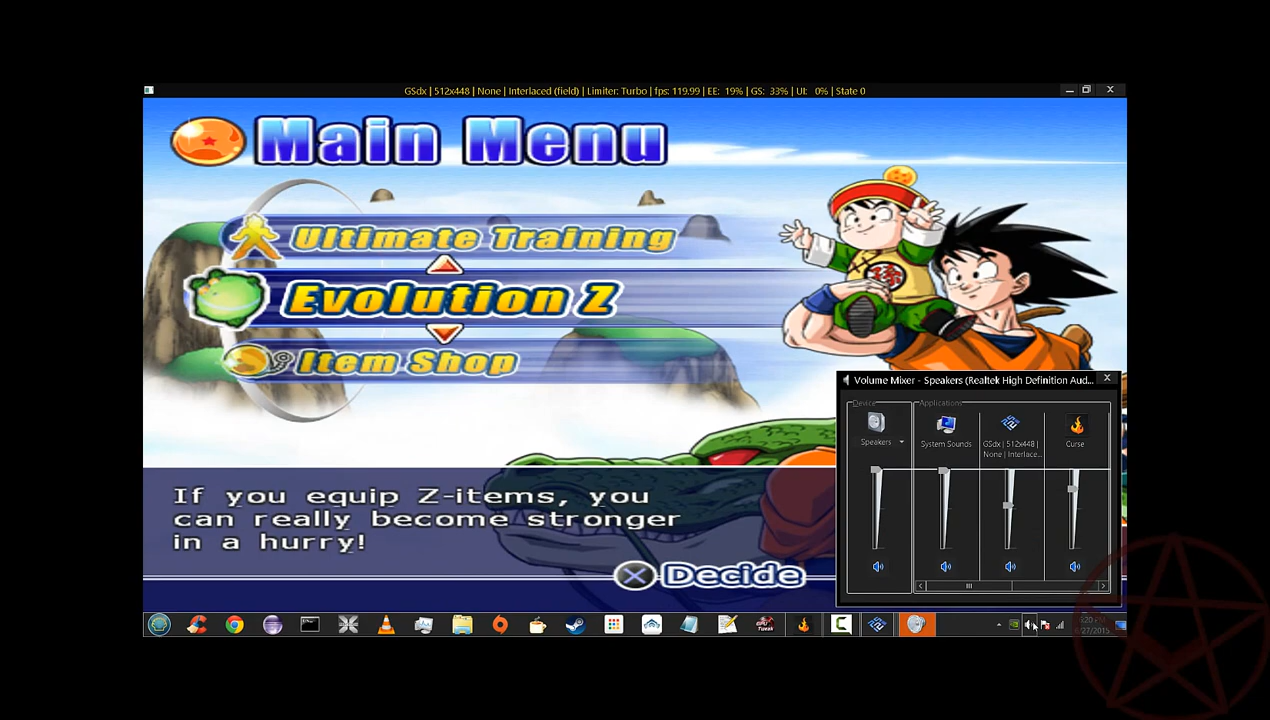 GSdx | 512x448 | None | Interlaced (field) | Limiter: Turbo | fps: 119.99 | EE: 19% | GS: 33% | UI: 0% | State 0
Main Menu
Ultimate Training
Evolution Z
Item Shop
If you equip Z-items, you
can really become stronger
in a hurry!
Decide
Volume Mixer - Speakers (Realtek High Definition Aud...
Device
Applications
Speakers
System Sounds
GSdx | 512x448 |
None | Interlace...
Curse